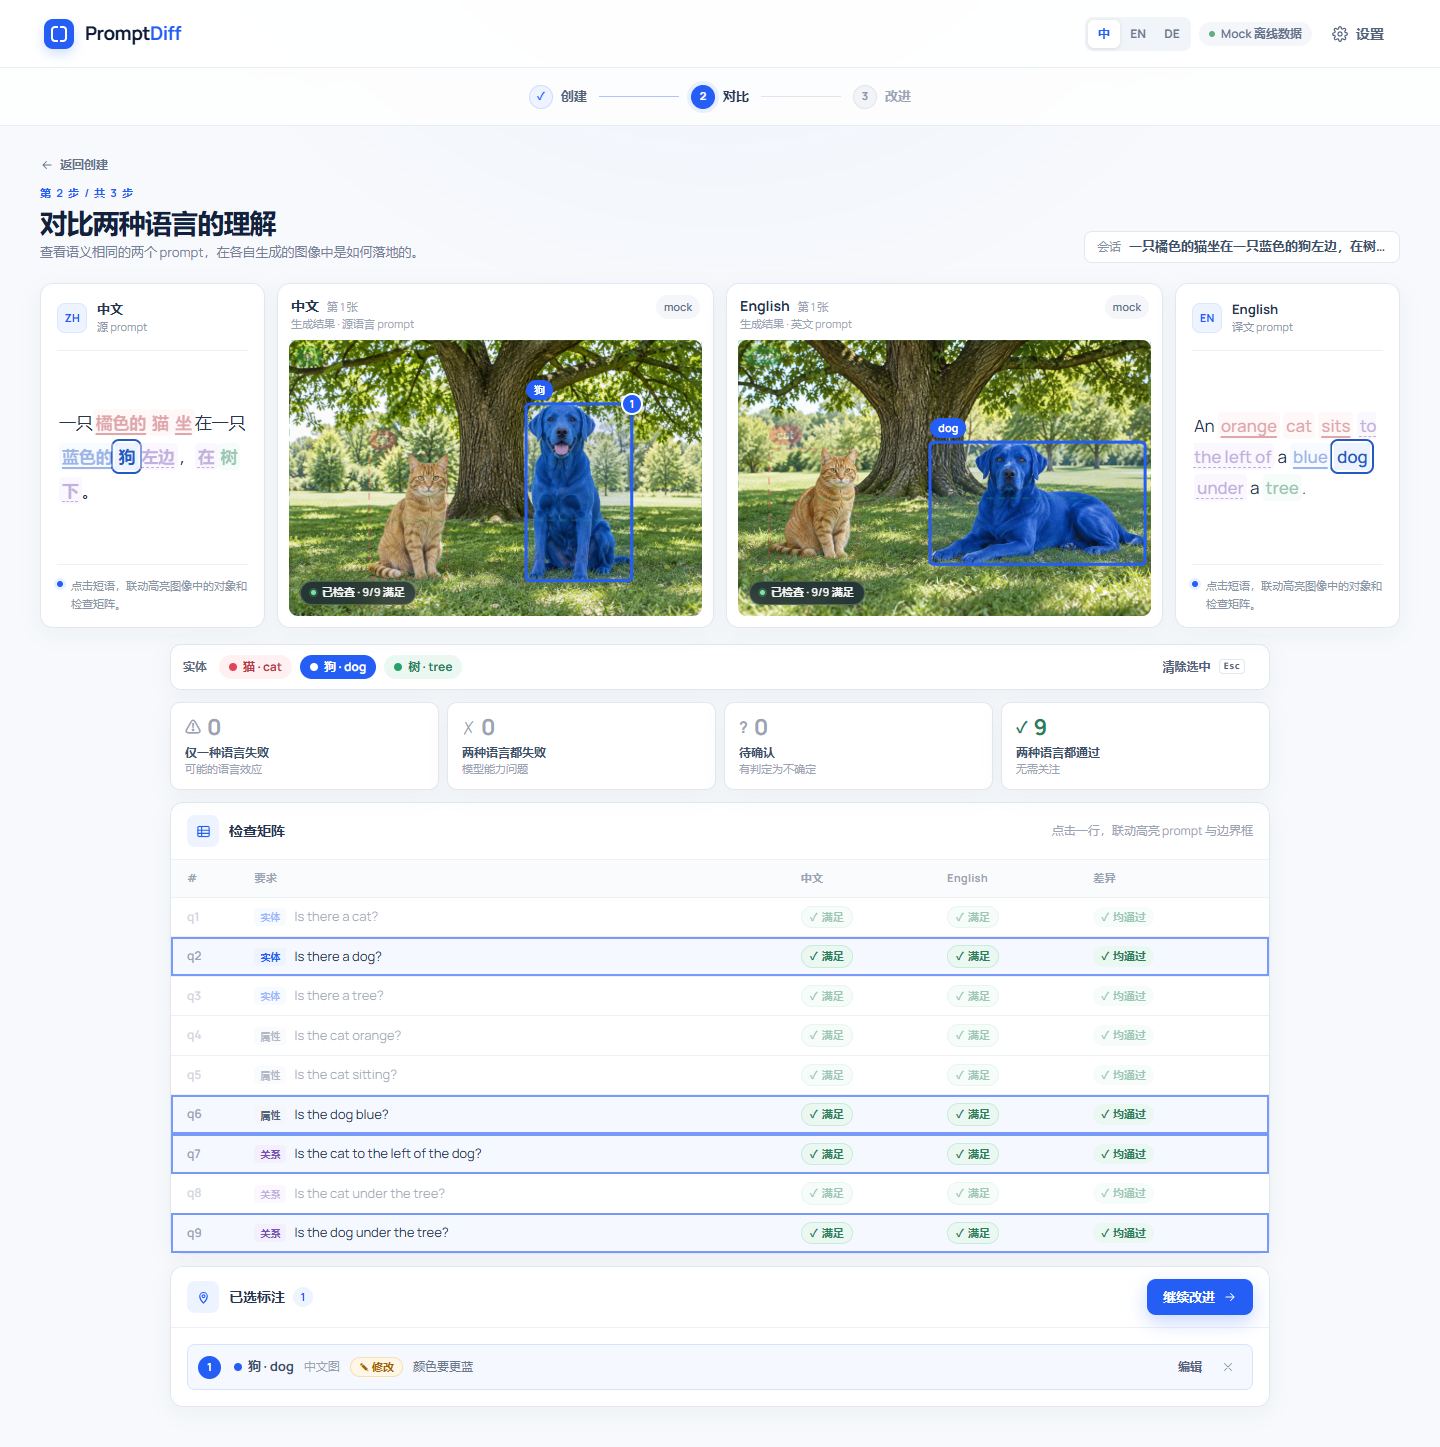 PromptDiff
中 EN DE
Mock 离线数据
设置
✓ 创建
2 对比
3 改进
← 返回创建
第 2 步 / 共 3 步
对比两种语言的理解
查看语义相同的两个 prompt，在各自生成的图像中是如何落地的。
会话 一只橘色的猫坐在一只蓝色的狗左边，在树...
ZH 中文
源 prompt
一只橘色的 猫 坐在一只
蓝色的 狗 左边 ， 在 树
下 。
点击短语，联动高亮图像中的对象和
检查矩阵。
中文 第1张
mock
生成结果 · 源语言 prompt
狗
1
已检查 · 9/9 满足
English 第1张
mock
生成结果 · 英文 prompt
dog
已检查 · 9/9 满足
EN English
译文 prompt
An orange cat sits to
the left of a blue dog
under a tree .
点击短语，联动高亮图像中的对象和
检查矩阵。
实体 猫 · cat 狗 · dog 树 · tree
清除选中 Esc
0
仅一种语言失败
可能的语言效应
0
两种语言都失败
模型能力问题
? 0
待确认
有判定为不确定
✓ 9
两种语言都通过
无需关注
检查矩阵
点击一行，联动高亮 prompt 与边界框
# 要求 中文 English 差异
q1 实体 Is there a cat? ✓ 满足 ✓ 满足 ✓ 均通过
q2 实体 Is there a dog? ✓ 满足 ✓ 满足 ✓ 均通过
q3 实体 Is there a tree? ✓ 满足 ✓ 满足 ✓ 均通过
q4 属性 Is the cat orange? ✓ 满足 ✓ 满足 ✓ 均通过
q5 属性 Is the cat sitting? ✓ 满足 ✓ 满足 ✓ 均通过
q6 属性 Is the dog blue? ✓ 满足 ✓ 满足 ✓ 均通过
q7 关系 Is the cat to the left of the dog? ✓ 满足 ✓ 满足 ✓ 均通过
q8 关系 Is the cat under the tree? ✓ 满足 ✓ 满足 ✓ 均通过
q9 关系 Is the dog under the tree? ✓ 满足 ✓ 满足 ✓ 均通过
已选标注 1
继续改进 →
1 狗 · dog 中文图 修改 颜色要更蓝
编辑 ×